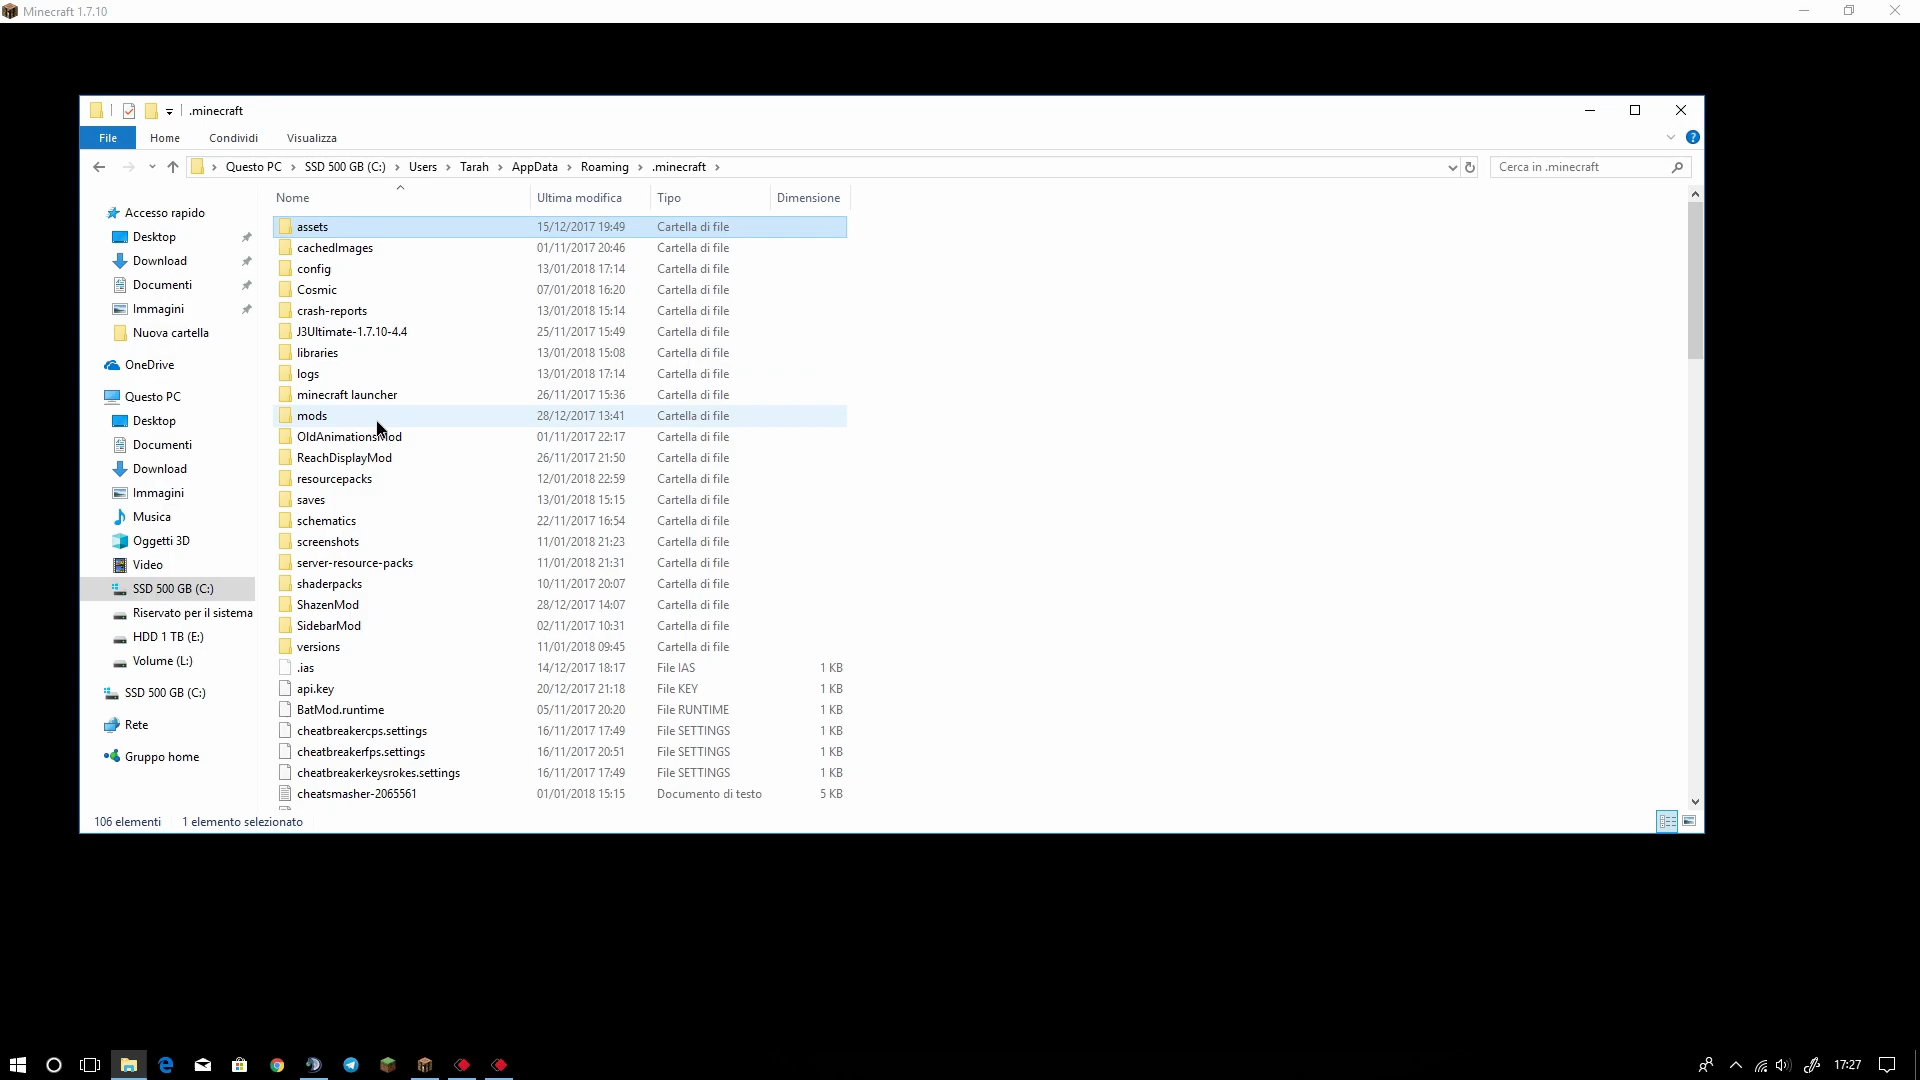 Minecraft 1.7.10
.minecraft
File Home Condividi Visualizza
Questo PC SSD 500 GB (C:) Users Tarah AppData Roaming .minecraft
Cerca in .minecraft
Nome Ultima modifica Tipo Dimensione
Accesso rapido
Desktop
Download
Documenti
Immagini
Nuova cartella
OneDrive
Questo PC
Desktop
Documenti
Download
Immagini
Musica
Oggetti 3D
Video
SSD 500 GB (C:)
Riservato per il sistema
HDD 1 TB (E:)
Volume (L:)
SSD 500 GB (C:)
Rete
Gruppo home
assets 15/12/2017 19:49 Cartella di file
cachedImages 01/11/2017 20:46 Cartella di file
config 13/01/2018 17:14 Cartella di file
Cosmic 07/01/2018 16:20 Cartella di file
crash-reports 13/01/2018 15:14 Cartella di file
J3Ultimate-1.7.10-4.4 25/11/2017 15:49 Cartella di file
libraries 13/01/2018 15:08 Cartella di file
logs 13/01/2018 17:14 Cartella di file
minecraft launcher 26/11/2017 15:36 Cartella di file
mods 28/12/2017 13:41 Cartella di file
OldAnimationsMod 01/11/2017 22:17 Cartella di file
ReachDisplayMod 26/11/2017 21:50 Cartella di file
resourcepacks 12/01/2018 22:59 Cartella di file
saves 13/01/2018 15:15 Cartella di file
schematics 22/11/2017 16:54 Cartella di file
screenshots 11/01/2018 21:23 Cartella di file
server-resource-packs 11/01/2018 21:31 Cartella di file
shaderpacks 10/11/2017 20:07 Cartella di file
ShazenMod 28/12/2017 14:07 Cartella di file
SidebarMod 02/11/2017 10:31 Cartella di file
versions 11/01/2018 09:45 Cartella di file
.ias 14/12/2017 18:17 File IAS 1 KB
api.key 20/12/2017 21:18 File KEY 1 KB
BatMod.runtime 05/11/2017 20:20 File RUNTIME 1 KB
cheatbreakercps.settings 16/11/2017 17:49 File SETTINGS 1 KB
cheatbreakerfps.settings 16/11/2017 20:51 File SETTINGS 1 KB
cheatbreakerkeysrokes.settings 16/11/2017 17:49 File SETTINGS 1 KB
cheatsmasher-2065561 01/01/2018 15:15 Documento di testo 5 KB
106 elementi 1 elemento selezionato
17:27